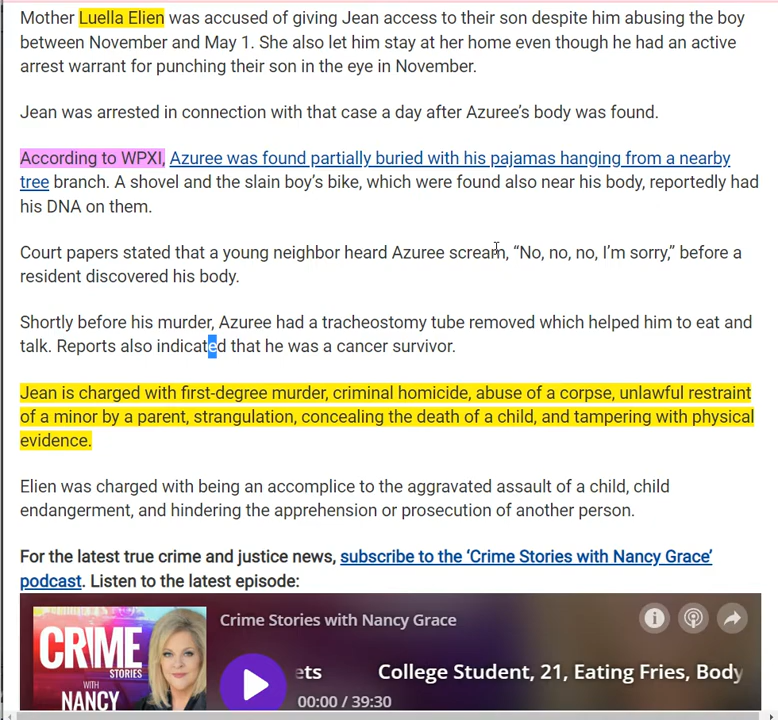 Mother Luella Elien was accused of giving Jean access to their son despite him abusing the boy
between November and May 1. She also let him stay at her home even though he had an active
arrest warrant for punching their son in the eye in November.
Jean was arrested in connection with that case a day after Azuree’s body was found.
According to WPXI, Azuree was found partially buried with his pajamas hanging from a nearby
tree branch. A shovel and the slain boy’s bike, which were found also near his body, reportedly had
his DNA on them.
Court papers stated that a young neighbor heard Azuree scream, “No, no, no, I’m sorry,” before a
resident discovered his body.
Shortly before his murder, Azuree had a tracheostomy tube removed which helped him to eat and
talk. Reports also indicated that he was a cancer survivor.
Jean is charged with first-degree murder, criminal homicide, abuse of a corpse, unlawful restraint
of a minor by a parent, strangulation, concealing the death of a child, and tampering with physical
evidence.
Elien was charged with being an accomplice to the aggravated assault of a child, child
endangerment, and hindering the apprehension or prosecution of another person.
For the latest true crime and justice news, subscribe to the ‘Crime Stories with Nancy Grace’
podcast. Listen to the latest episode:
Crime Stories with Nancy Grace
CRIME
STORIES
WITH
NANCY
ets College Student, 21, Eating Fries, Body
00:00 / 39:30